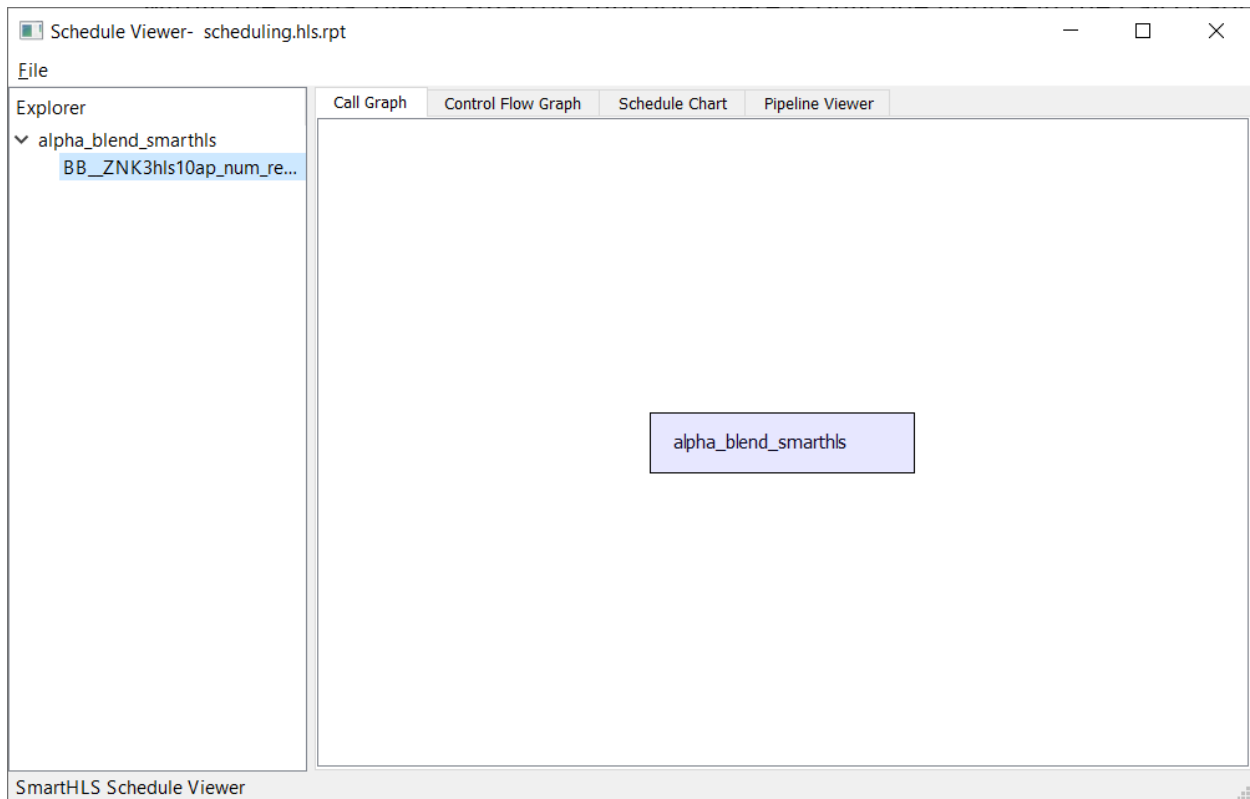 Schedule Viewer- scheduling.hls.rpt
File
Explorer
alpha_blend_smarthls
BB__ZNK3hls10ap_num_re...
Call Graph
Control Flow Graph
Schedule Chart
Pipeline Viewer
alpha_blend_smarthls
SmartHLS Schedule Viewer